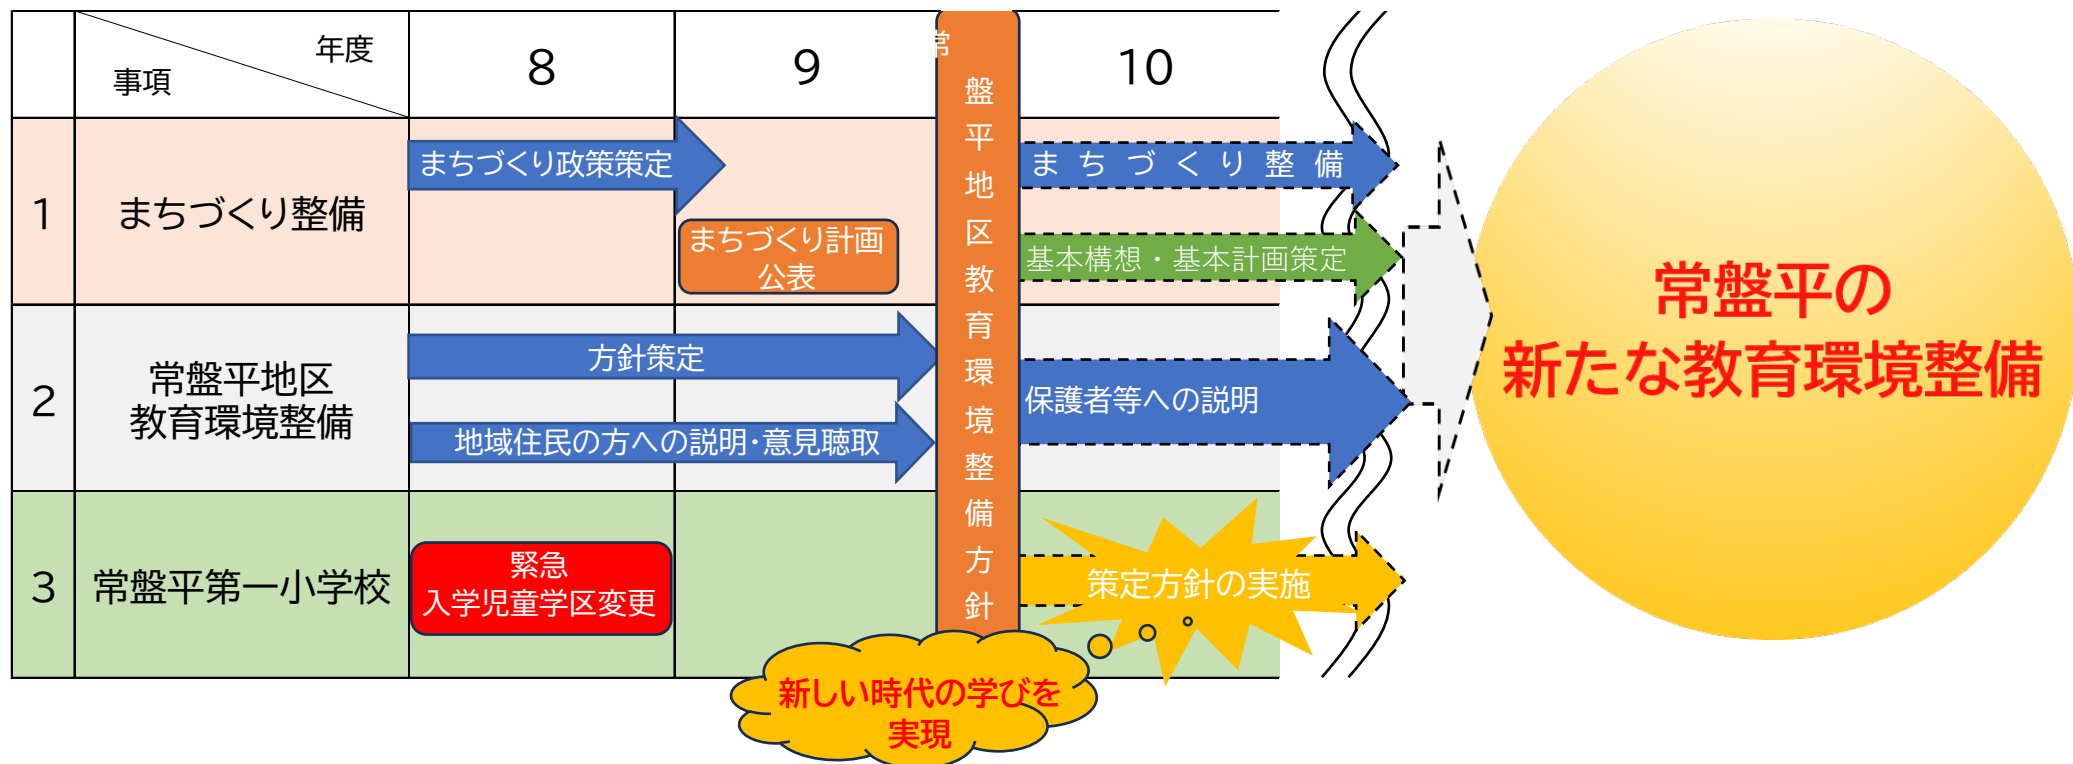 年度
事項
8
9
10
常盤平地区教育環境整備方針
1
まちづくり整備
まちづくり政策策定
まちづくり計画
公表
まちづくり整備
基本構想・基本計画策定
2
常盤平地区
教育環境整備
方針策定
地域住民の方への説明・意見聴取
保護者等への説明
3
常盤平第一小学校
緊急
入学児童学区変更
策定方針の実施
新しい時代の学びを
実現
常盤平の
新たな教育環境整備